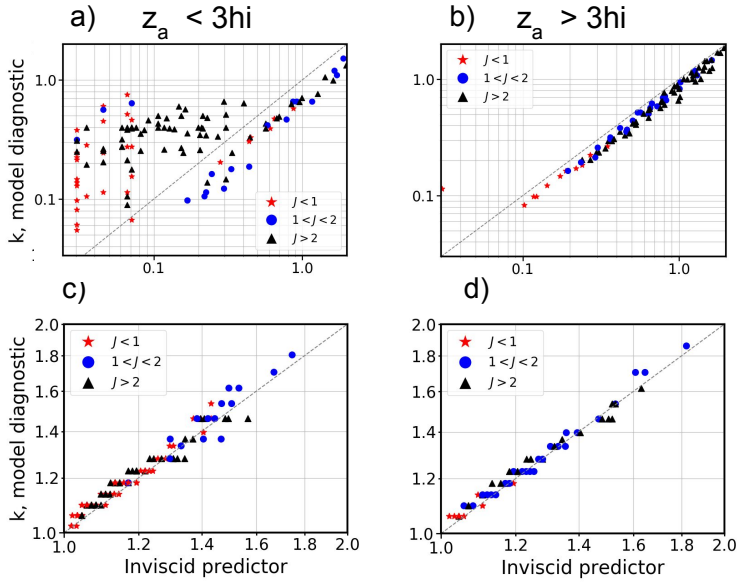 z_a < 3hi
z_a > 3hi
a)
b)
k, model diagnostic
1.0
0.1
J < 1
1 < J < 2
J > 2
0.1
1.0
1.0
0.1
J < 1
1 < J < 2
J > 2
0.1
1.0
c)
d)
k, model diagnostic
2.0
1.8
1.6
1.4
1.2
1.0
J < 1
1 < J < 2
J > 2
1.0
1.2
1.4
1.6
1.8
2.0
Inviscid predictor
2.0
1.8
1.6
1.4
1.2
1.0
J < 1
1 < J < 2
J > 2
1.0
1.2
1.4
1.6
1.8
2.0
Inviscid predictor